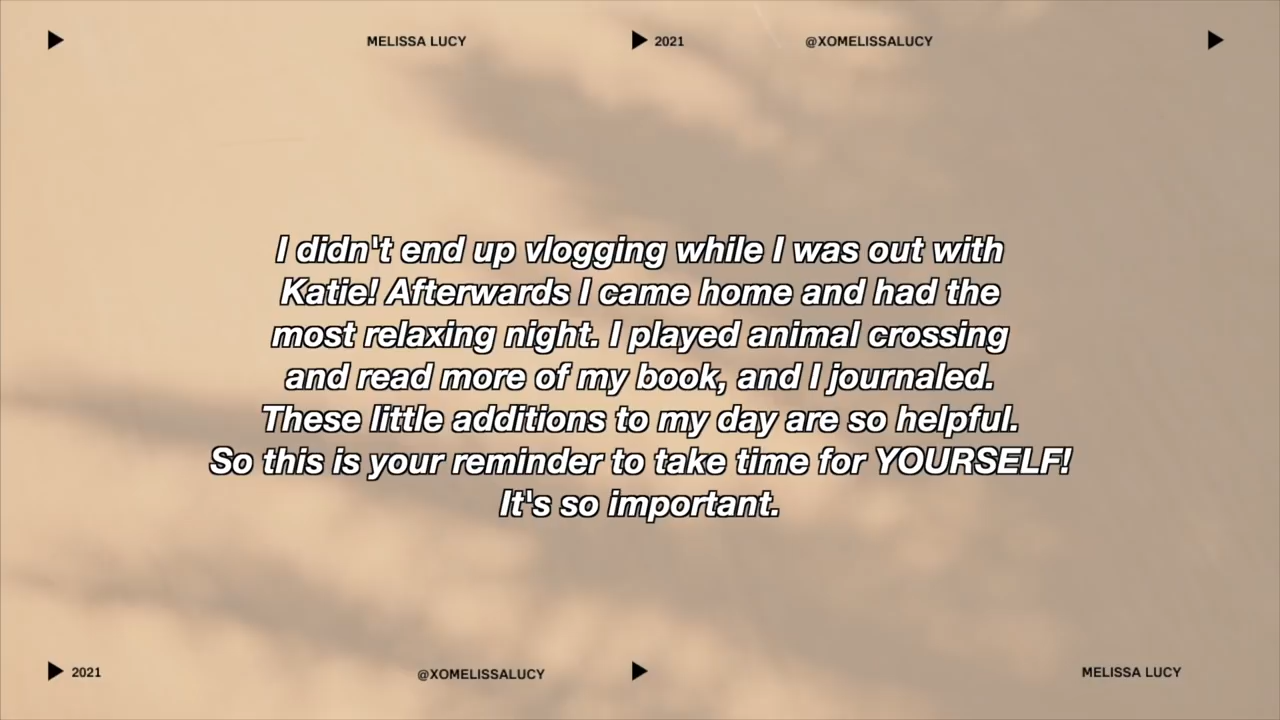 MELISSA LUCY
2021
@XOMELISSALUCY
I didn't end up vlogging while I was out with
Katie! Afterwards I came home and had the
most relaxing night. I played animal crossing
and read more of my book, and I journaled.
These little additions to my day are so helpful.
So this is your reminder to take time for YOURSELF!
It's so important.
2021
@XOMELISSALUCY
MELISSA LUCY